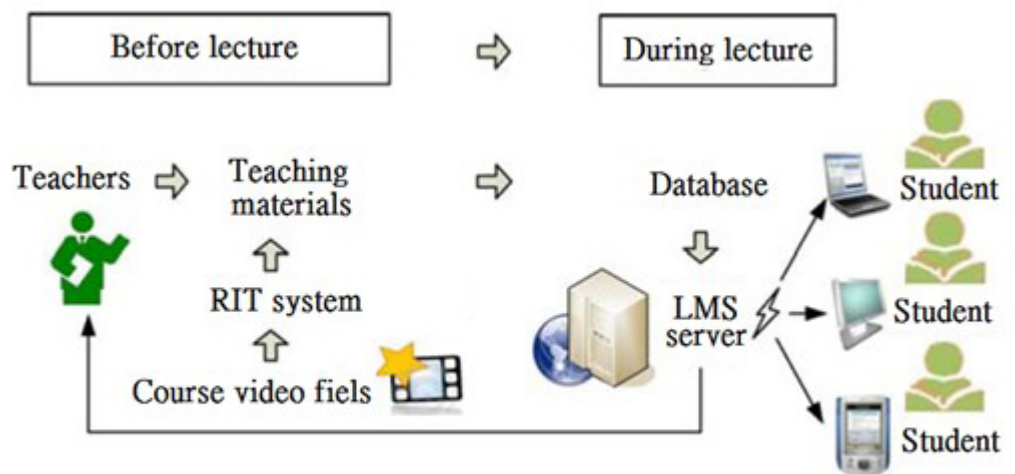 Before lecture
During lecture
Teachers
Teaching
materials
Database
Student
RIT system
LMS
server
Student
Course video fiels
Student